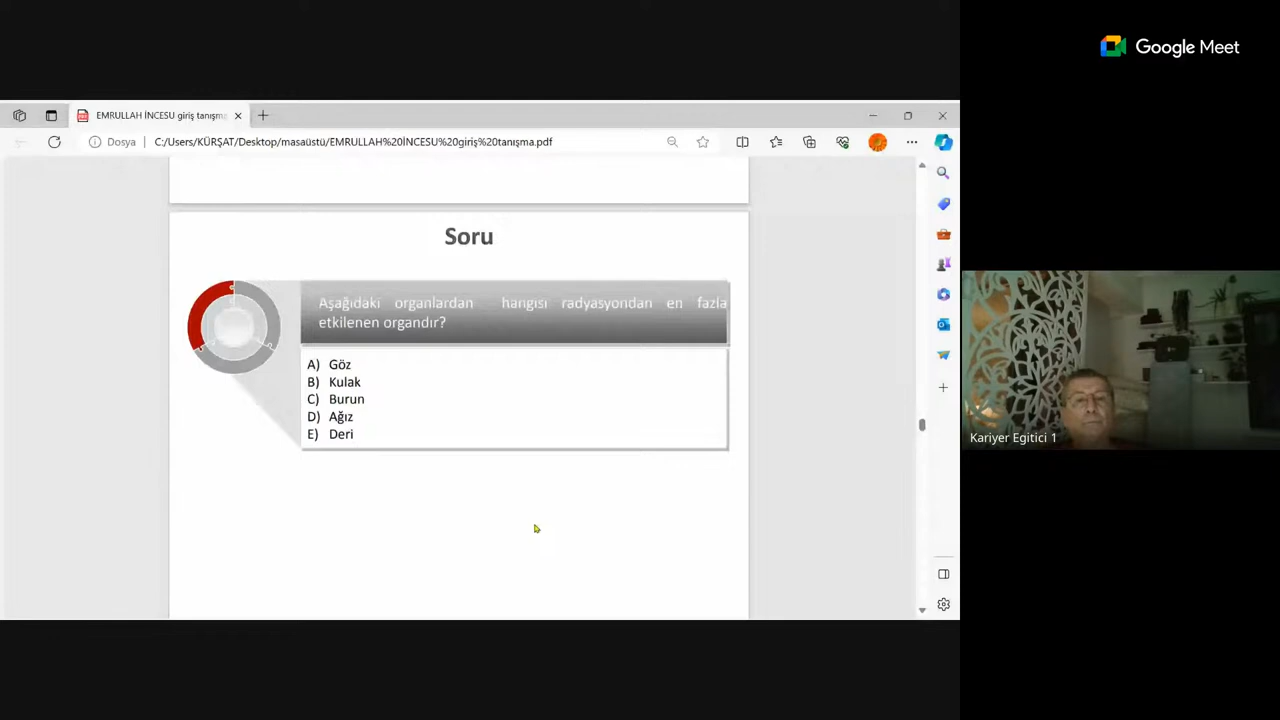 Google Meet
EMRULLAH İNCESU giriş tanışma
Dosya
C:/Users/KÜRŞAT/Desktop/masaüstü/EMRULLAH%20İNCESU%20giriş%20tanışma.pdf
Soru
Aşağıdaki organlardan hangisi radyasyondan en fazla
etkilenen organdır?
A) Göz
B) Kulak
C) Burun
D) Ağız
E) Deri
Kariyer Egitici 1